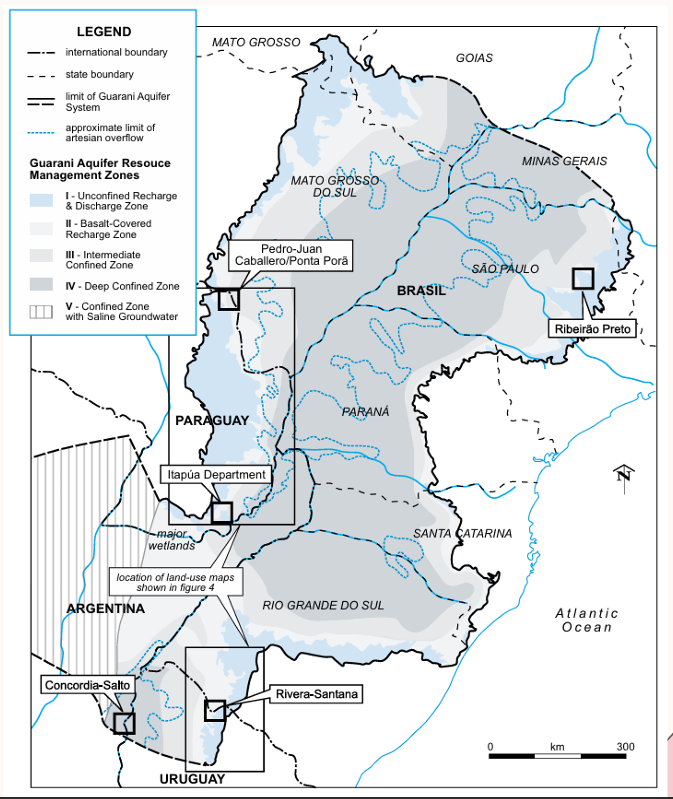 LEGEND
international boundary
state boundary
limit of Guarani Aquifer
System
approximate limit of
artesian overflow
Guarani Aquifer Resouce
Management Zones
I - Unconfined Recharge
& Discharge Zone
II - Basalt-Covered
Recharge Zone
III - Intermediate
Confined Zone
IV - Deep Confined Zone
V - Confined Zone
with Saline Groundwater
MATO GROSSO
GOIAS
MINAS GERAIS
MATO GROSSO
DO SUL
Pedro-Juan
Caballero/Ponta Porã
SÃO PAULO
BRASIL
Ribeirão Preto
PARANÁ
PARAGUAY
Itapúa Department
N
major
wetlands
SANTA CATARINA
location of land-use maps
shown in figure 4
ARGENTINA
RIO GRANDE DO SUL
Atlantic
Ocean
Concordia-Salto
Rivera-Santana
0 km 300
URUGUAY